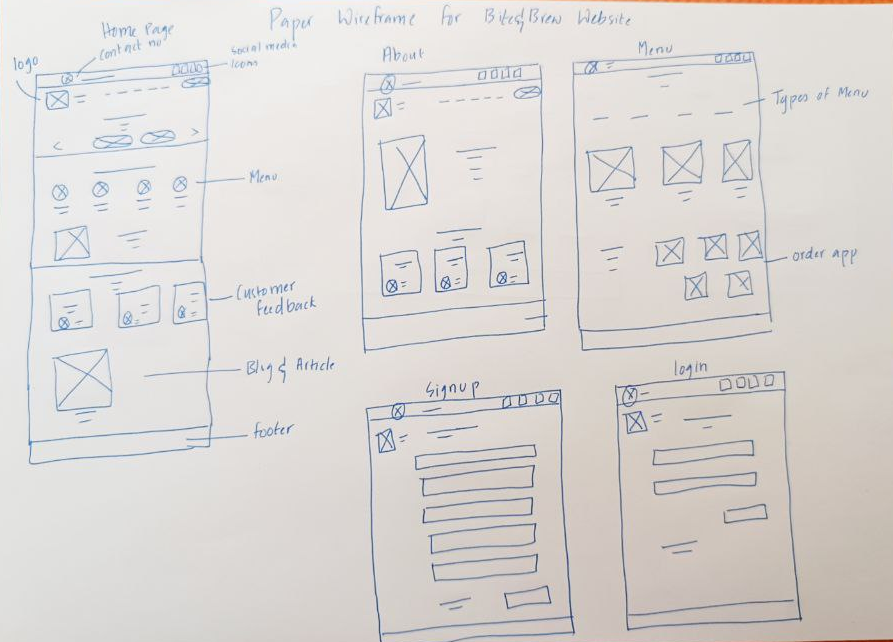 Paper Wireframe for Bites&Brew Website
Home Page
contact no
logo
Social media
Icons
Menu
Customer
feedback
Blog & Article
footer
About
Menu
Types of Menu
order app
Signup
login